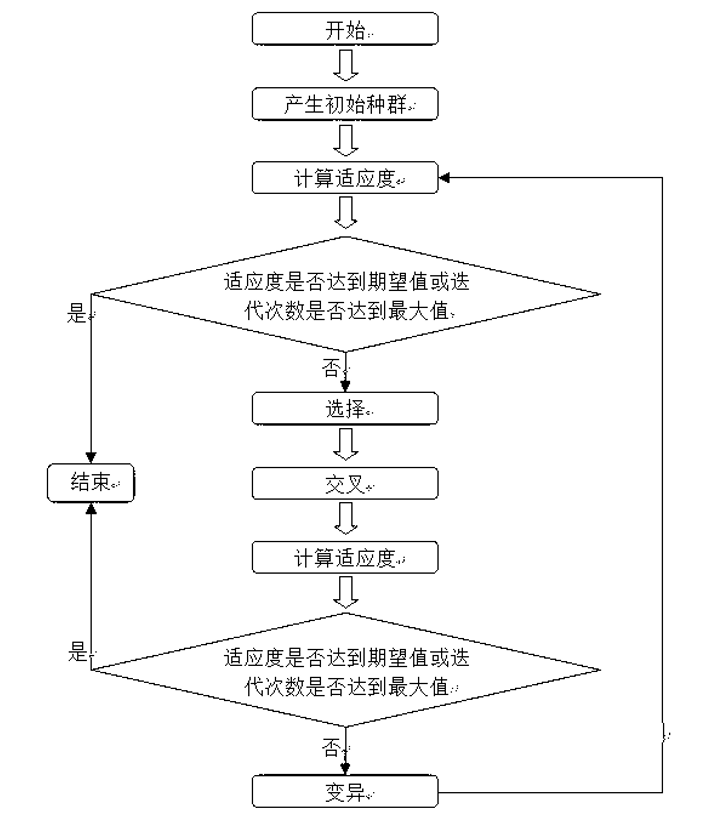 开始
产生初始种群
计算适应度
适应度是否达到期望值或迭
代次数是否达到最大值
是
否
选择
交叉
结束
计算适应度
适应度是否达到期望值或迭
代次数是否达到最大值
是
否
变异